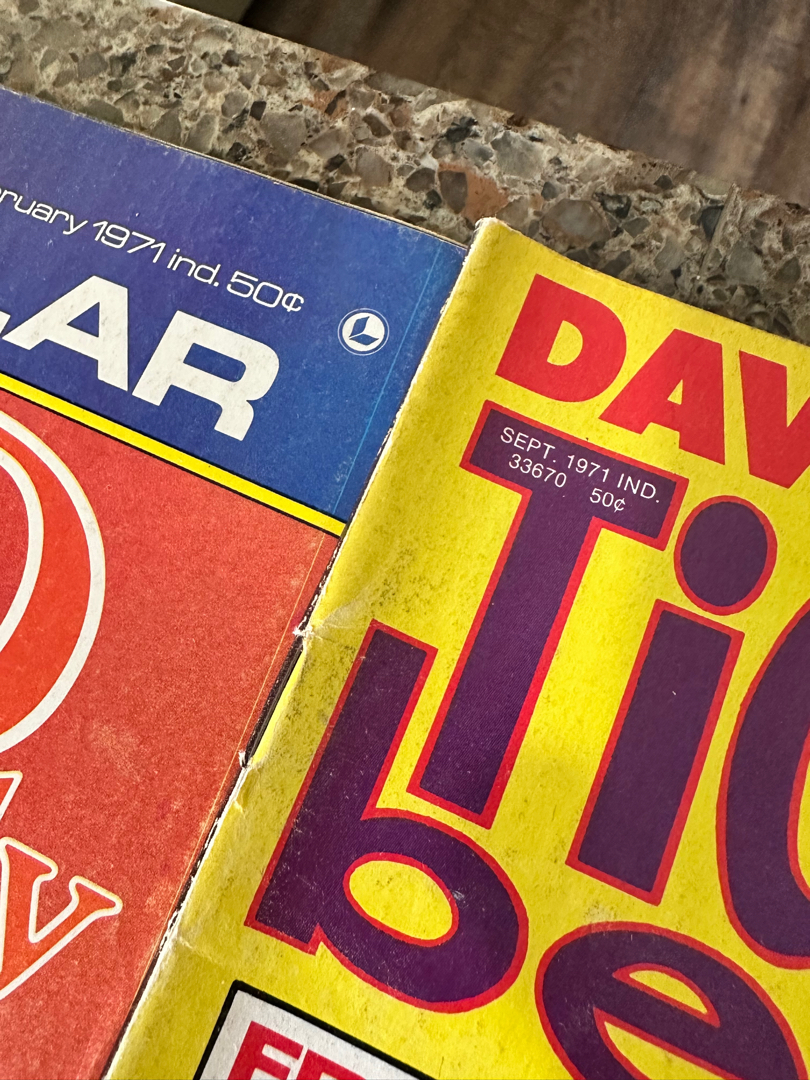 ruary 1971 ind. 50¢
LAR
y
DAV
SEPT. 1971 IND.
33670 50¢
Tig
be